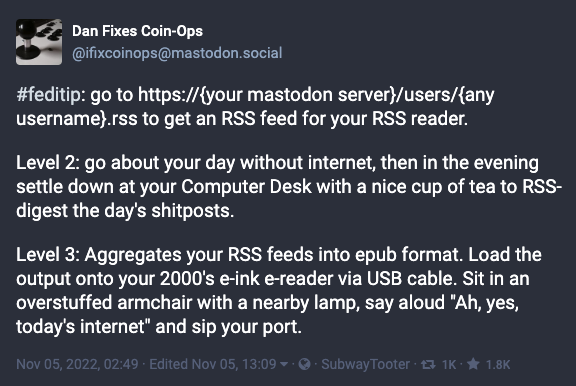 Dan Fixes Coin-Ops
@ifixcoinops@mastodon.social
#feditip: go to https://{your mastodon server}/users/{any
username}.rss to get an RSS feed for your RSS reader.
Level 2: go about your day without internet, then in the evening
settle down at your Computer Desk with a nice cup of tea to RSS-
digest the day's shitposts.
Level 3: Aggregates your RSS feeds into epub format. Load the
output onto your 2000's e-ink e-reader via USB cable. Sit in an
overstuffed armchair with a nearby lamp, say aloud "Ah, yes,
today's internet" and sip your port.
Nov 05, 2022, 02:49 · Edited Nov 05, 13:09 · SubwayTooter · 1K · 1.8K